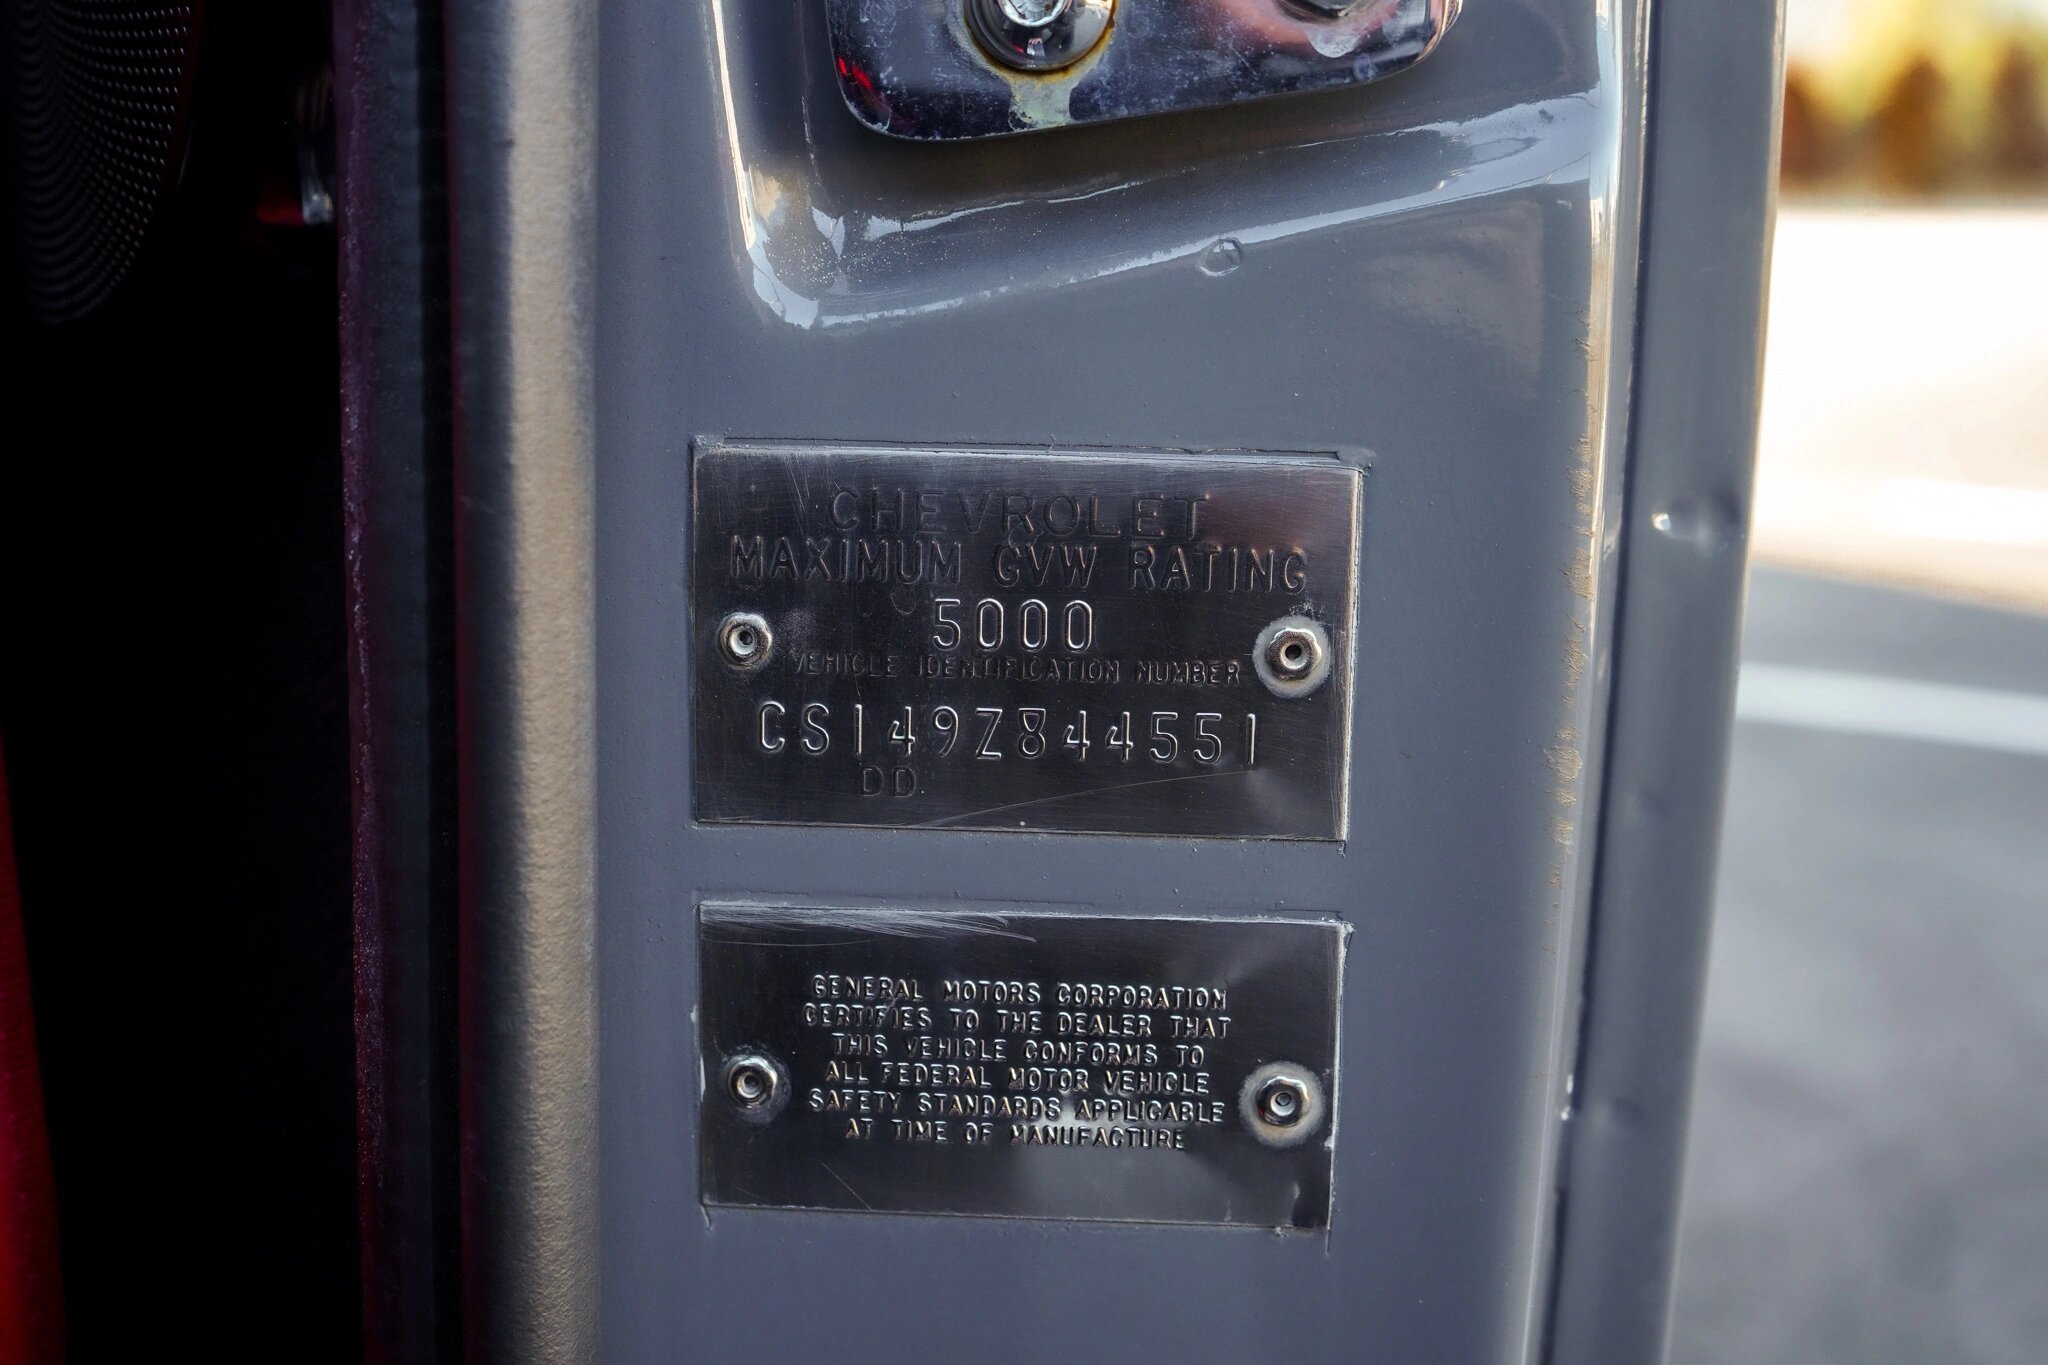 CHEVROLET
MAXIMUM GVW RATING
5000
VEHICLE IDENTIFICATION NUMBER
CS149Z844551
DD
GENERAL MOTORS CORPORATION
CERTIFIES TO THE DEALER THAT
THIS VEHICLE CONFORMS TO
ALL FEDERAL MOTOR VEHICLE
SAFETY STANDARDS APPLICABLE
AT TIME OF MANUFACTURE